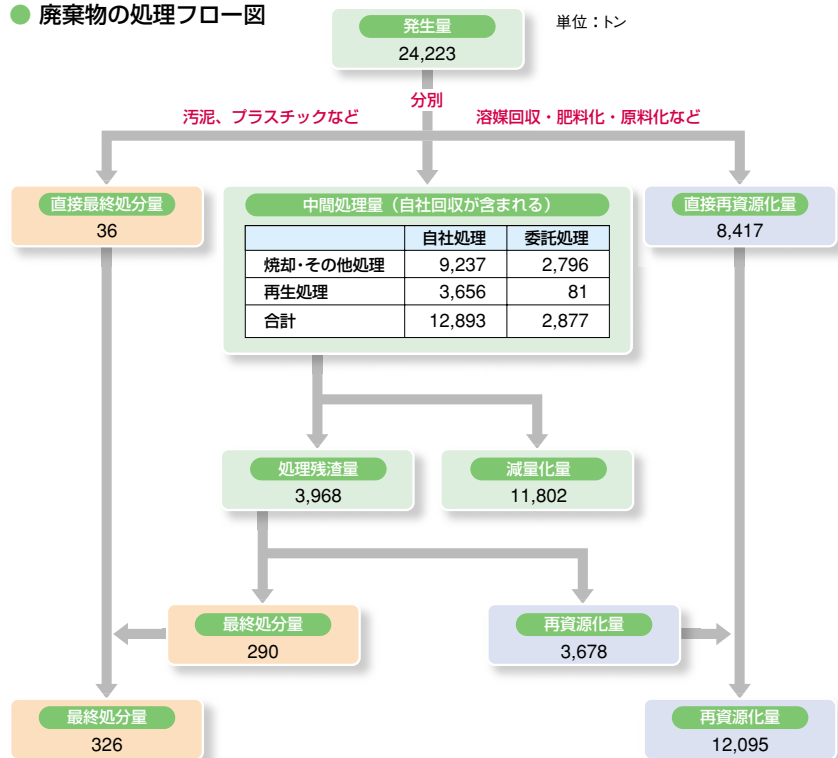 ● 廃棄物の処理フロー図
単位：トン
発生量
24,223
分別
汚泥、プラスチックなど
溶媒回収・肥料化・原料化など
直接最終処分量
36
中間処理量（自社回収が含まれる）
自社処理 委託処理
焼却・その他処理 9,237 2,796
再生処理 3,656 81
合計 12,893 2,877
直接再資源化量
8,417
処理残渣量
3,968
減量化量
11,802
最終処分量
290
再資源化量
3,678
最終処分量
326
再資源化量
12,095